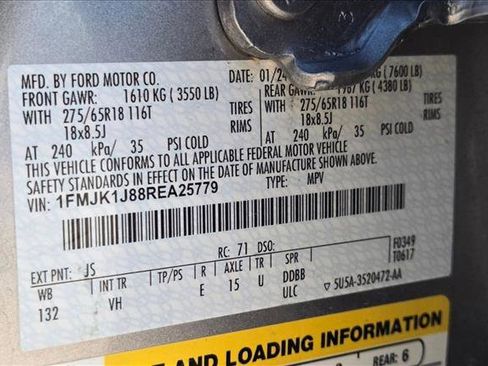 MFD. BY FORD MOTOR CO. DATE: 01/24 KG (7600 LB)
FRONT GAWR: 1610 KG (3550 LB) REAR GAWR: 1987 KG (4380 LB)
WITH 275/65R18 116T TIRES WITH 275/65R18 116T TIRES
18x8.5J RIMS 18x8.5J RIMS
AT 240 kPa/ 35 PSI COLD AT 240 kPa/ 35 PSI COLD
THIS VEHICLE CONFORMS TO ALL APPLICABLE FEDERAL MOTOR VEHICLE
SAFETY STANDARDS IN EFFECT ON THE DATE OF MANUFACTURE SHOWN ABOVE.
VIN: 1FMJK1J88REA25779 TYPE: MPV
F0349
T0617
EXT PNT: JS RC: 71 DSO:
WB INT TR TP/PS R AXLE TR SPR
132 VH E 15 U DDBB
ULC ▽ 5U5A-3520472-AA
E AND LOADING INFORMATION
REAR: 6